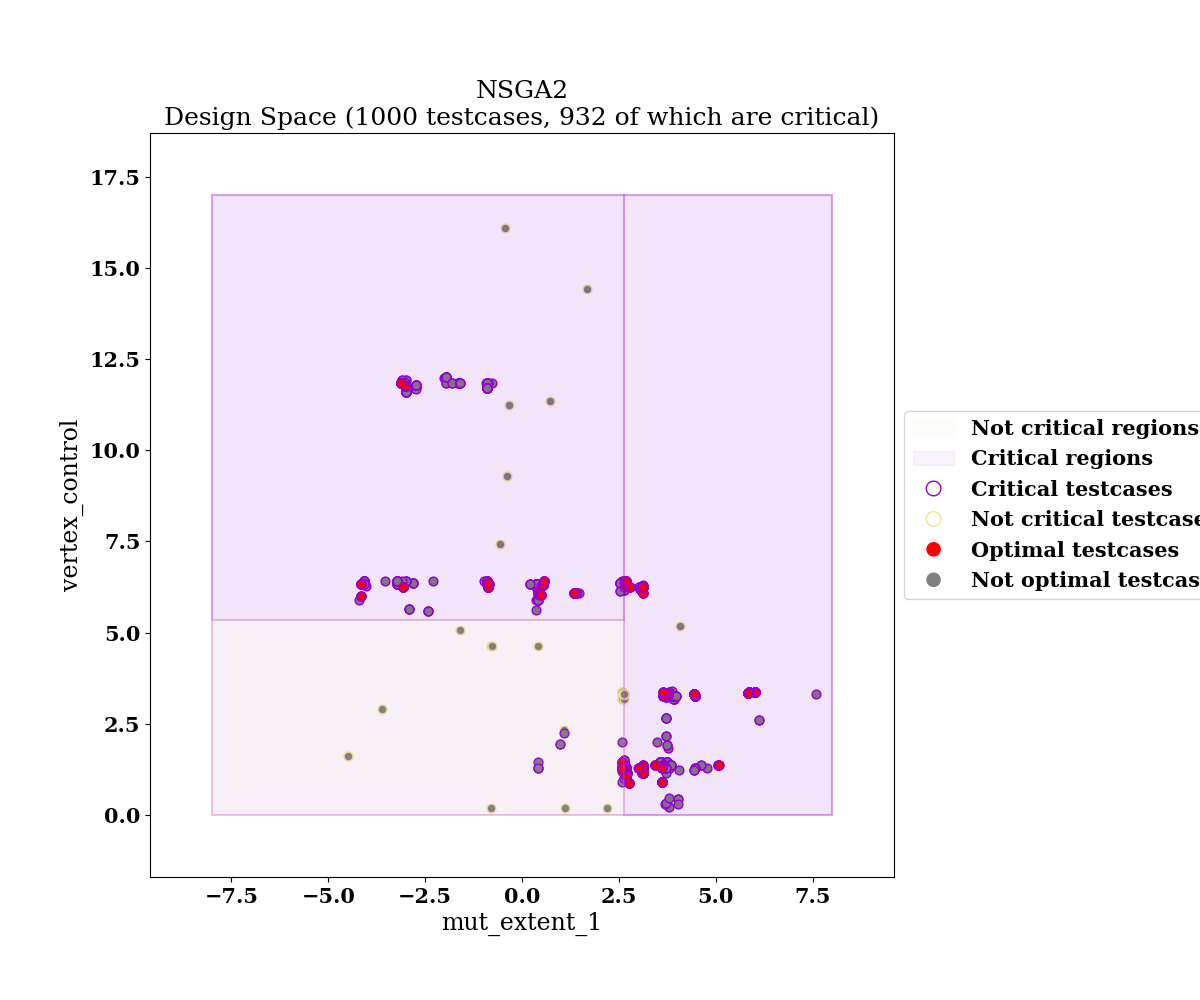 NSGA2
Design Space (1000 testcases, 932 of which are critical)
17.5
15.0
12.5
10.0
7.5
5.0
2.5
0.0
vertex_control
−7.5
−5.0
−2.5
0.0
2.5
5.0
7.5
mut_extent_1
Not critical regions
Critical regions
Critical testcases
Not critical testcase
Optimal testcases
Not optimal testcas